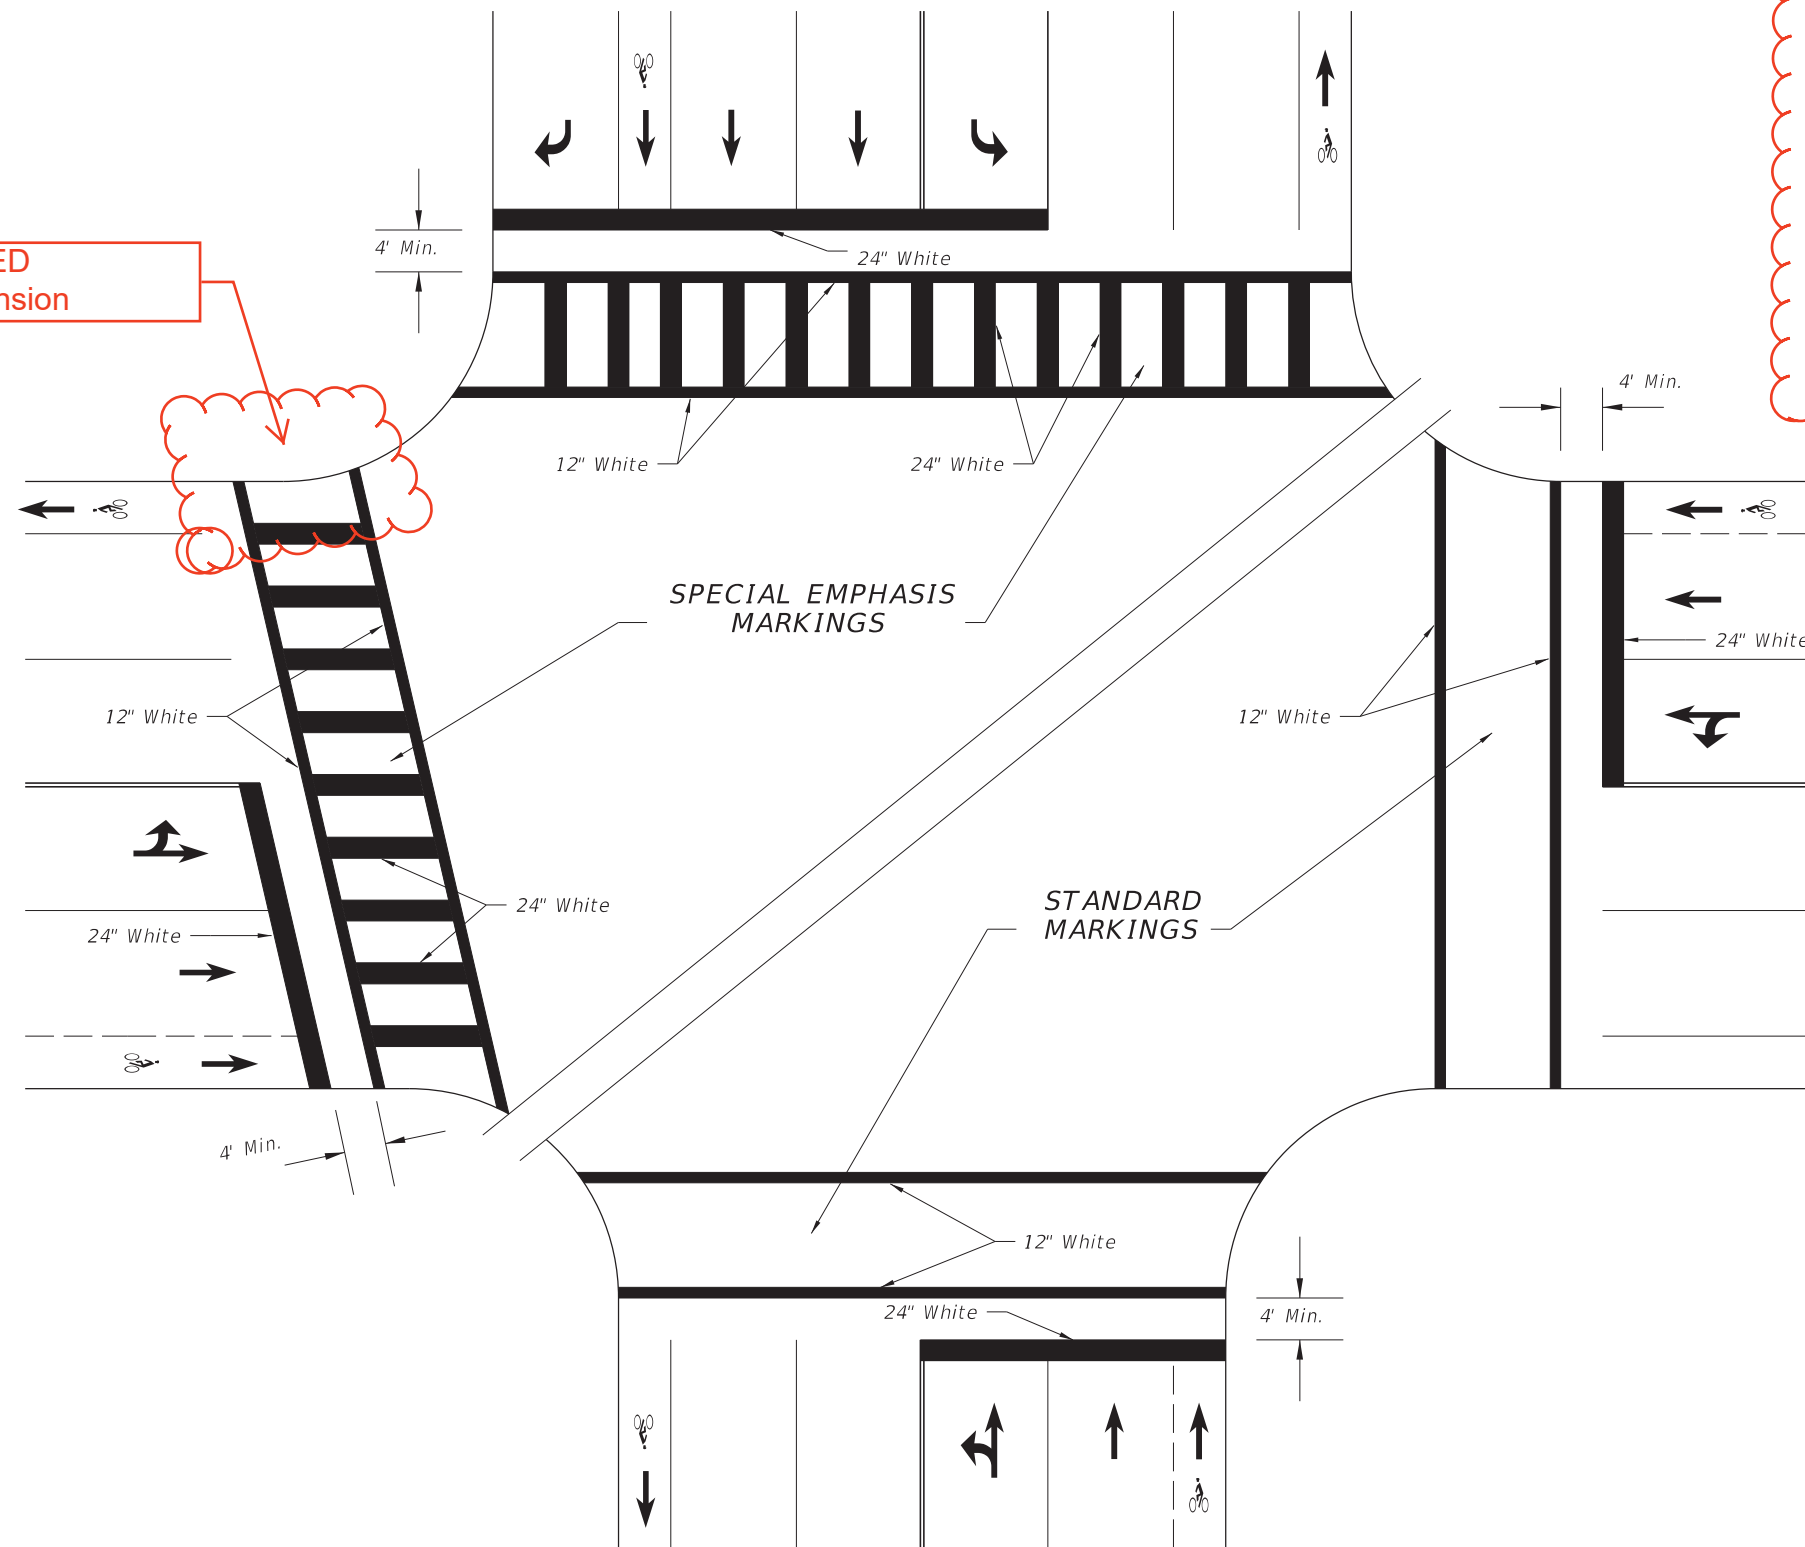 4' Min.
24" White
ED
nsion
4' Min.
12" White
24" White
SPECIAL EMPHASIS
MARKINGS
24" White
12" White
12" White
STANDARD
MARKINGS
24" White
24" White
4' Min.
12" White
24" White
4' Min.